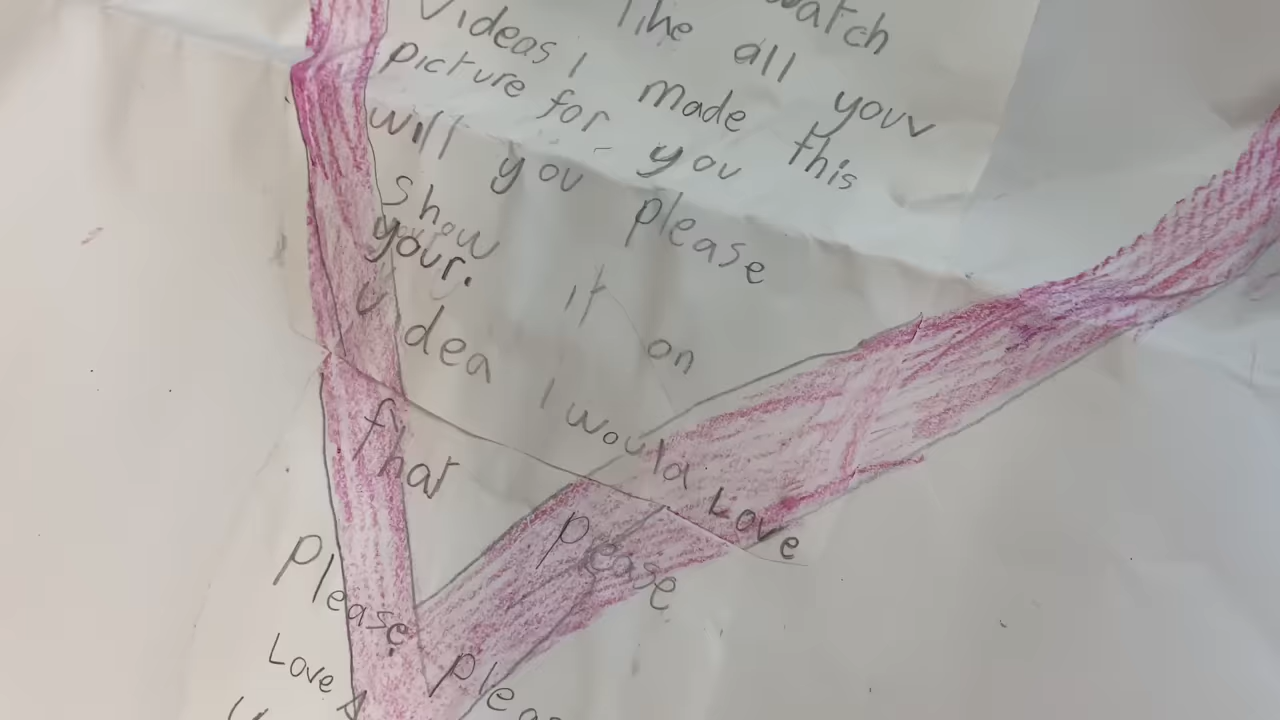 watch
like all your
Videas I made this
picture for you
will you please
show it on
your.
Videa I would Love
that please
Please. pleas
Love